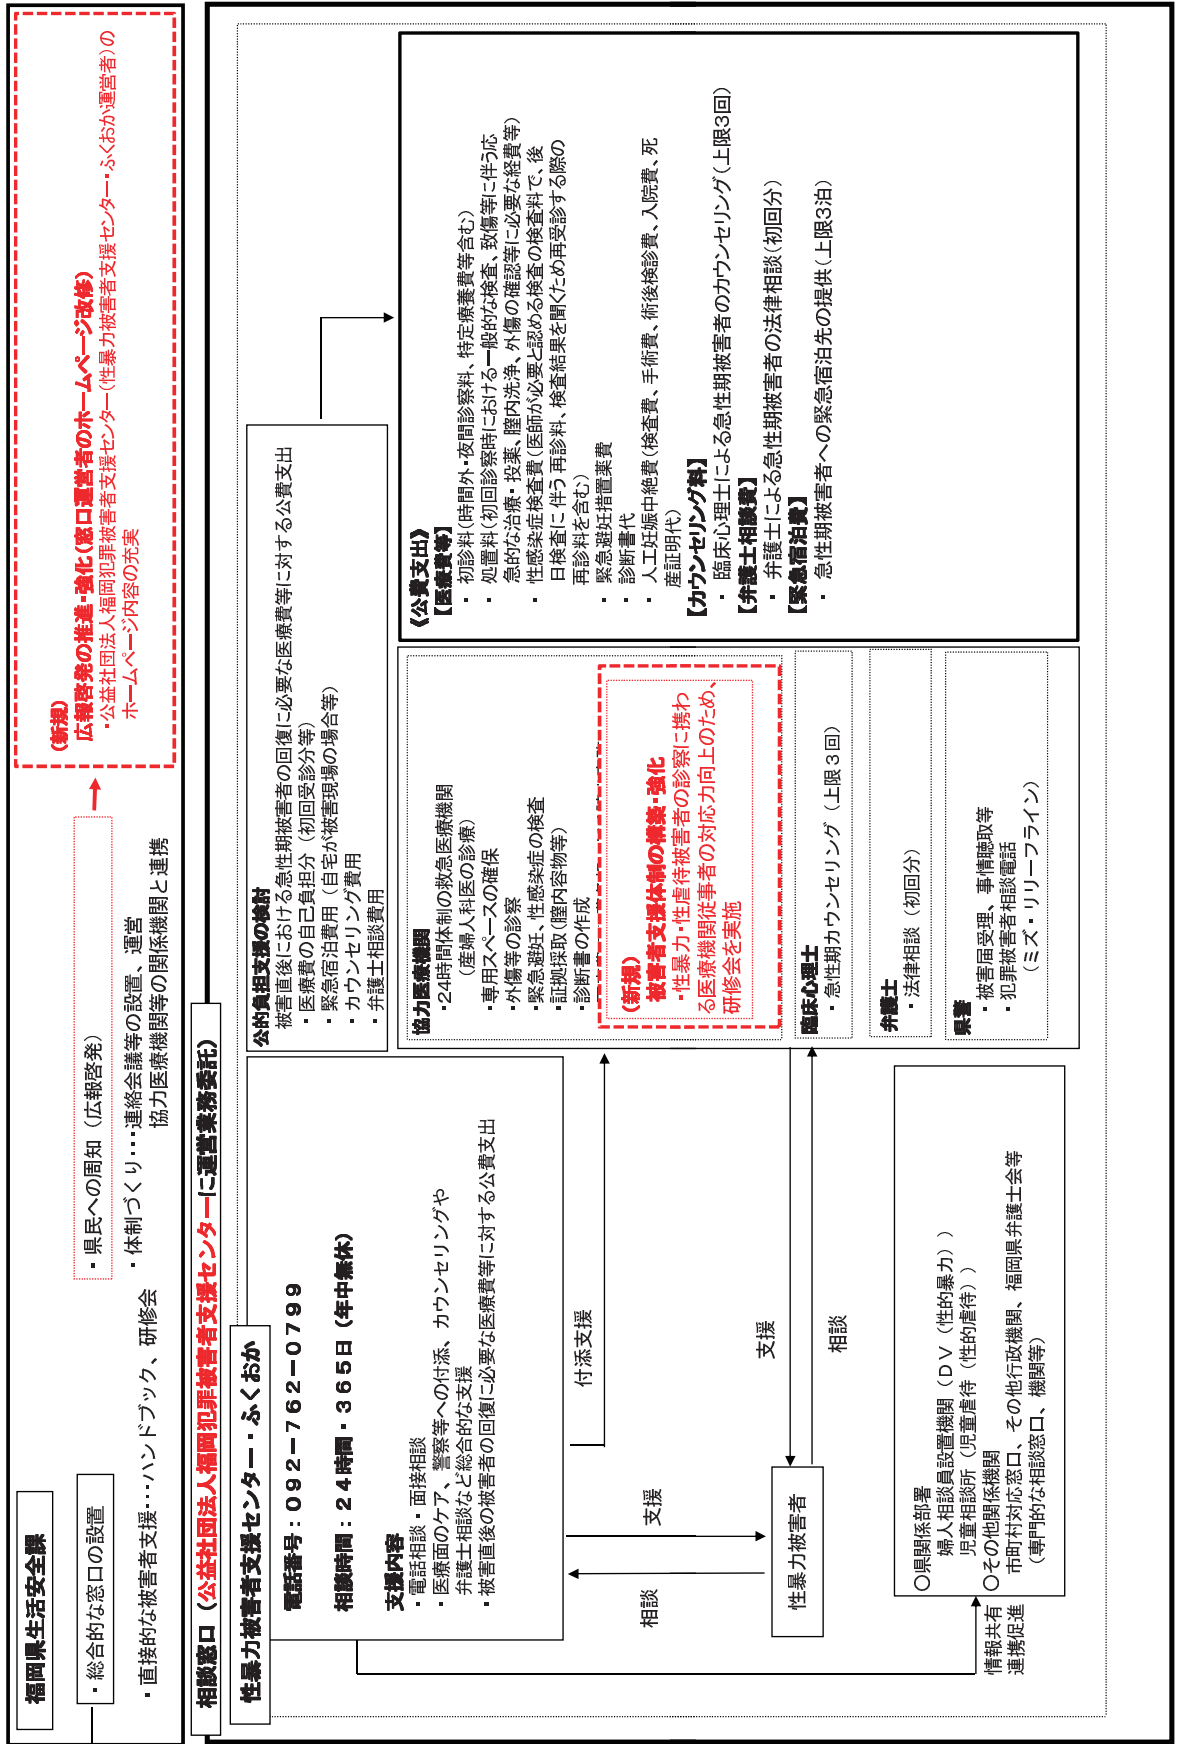 福岡県生活安全課
・総合的な窓口の設置
・直接的な被害者支援…ハンドブック、研修会
・県民への周知（広報啓発）
・体制づくり…連絡会議等の設置、運営
協力医療機関等の関係機関と連携
（新規）
広報啓発の推進・強化（窓口運営者のホームページ改修）
・公益社団法人福岡犯罪被害者支援センター（性暴力被害者支援センター・ふくおか運営者）の
ホームページ内容の充実
相談窓口（公益社団法人福岡犯罪被害者支援センターに運営業務委託）
性暴力被害者支援センター・ふくおか
電話番号：０９２－７６２－０７９９
相談時間：２４時間・３６５日（年中無休）
支援内容
・電話相談・面接相談
・医療面のケア、警察等への付添、カウンセリングや
弁護士相談など総合的な支援
・被害直後の被害者の回復に必要な医療費等に対する公費支出
公的負担支援の検討
被害直後における急性期被害者の回復に必要な医療費等に対する公費支出
・医療費の自己負担分（初回受診分等）
・緊急宿泊費用（自宅が被害現場の場合等）
・カウンセリング費用
・弁護士相談費用
《公費支出》
【医療費等】
・ 初診料（時間外・夜間診察料、特定療養費等含む）
・ 処置料（初回診察時における一般的な検査、致傷等に伴う応
急的な治療・投薬、膣内洗浄、外傷の確認等に必要な経費等）
・ 性感染症検査費（医師が必要と認める検査の検査料で、後
日検査に伴う再診料、検査結果を聞くため再受診する際の
再診料を含む）
・ 緊急避妊措置薬費
・ 診断書代
・ 人工妊娠中絶費（検査費、手術費、術後検診費、入院費、死
産証明代）
【カウンセリング料】
・ 臨床心理士による急性期被害者のカウンセリング（上限3回）
【弁護士相談費】
・ 弁護士による急性期被害者の法律相談（初回分）
【緊急宿泊費】
・ 急性期被害者への緊急宿泊先の提供（上限3泊）
協力医療機関
・24時間体制の救急医療機関
（産婦人科医の診療）
・専用スペースの確保
・外傷等の診察
・緊急避妊、性感染症の検査
・証拠採取（膣内容物等）
・診断書の作成
（新規）
被害者支援体制の構築・強化
・性暴力・性虐待被害者の診察に携わ
る医療機関従事者の対応力向上のため、
研修会を実施
臨床心理士
・急性期カウンセリング（上限３回）
弁護士
・法律相談（初回分）
県警
・被害届受理、事情聴取等
・犯罪被害者相談電話
（ミズ・リリーフライン）
付添支援
支援
相談
支援
相談
性暴力被害者
情報共有
連携促進
○県関係部署
婦人相談員設置機関（ＤＶ（性的暴力））
児童相談所（児童虐待（性的虐待））
○その他関係機関
市町村対応窓口、その他行政機関、福岡県弁護士会等
（専門的な相談窓口、機関等）